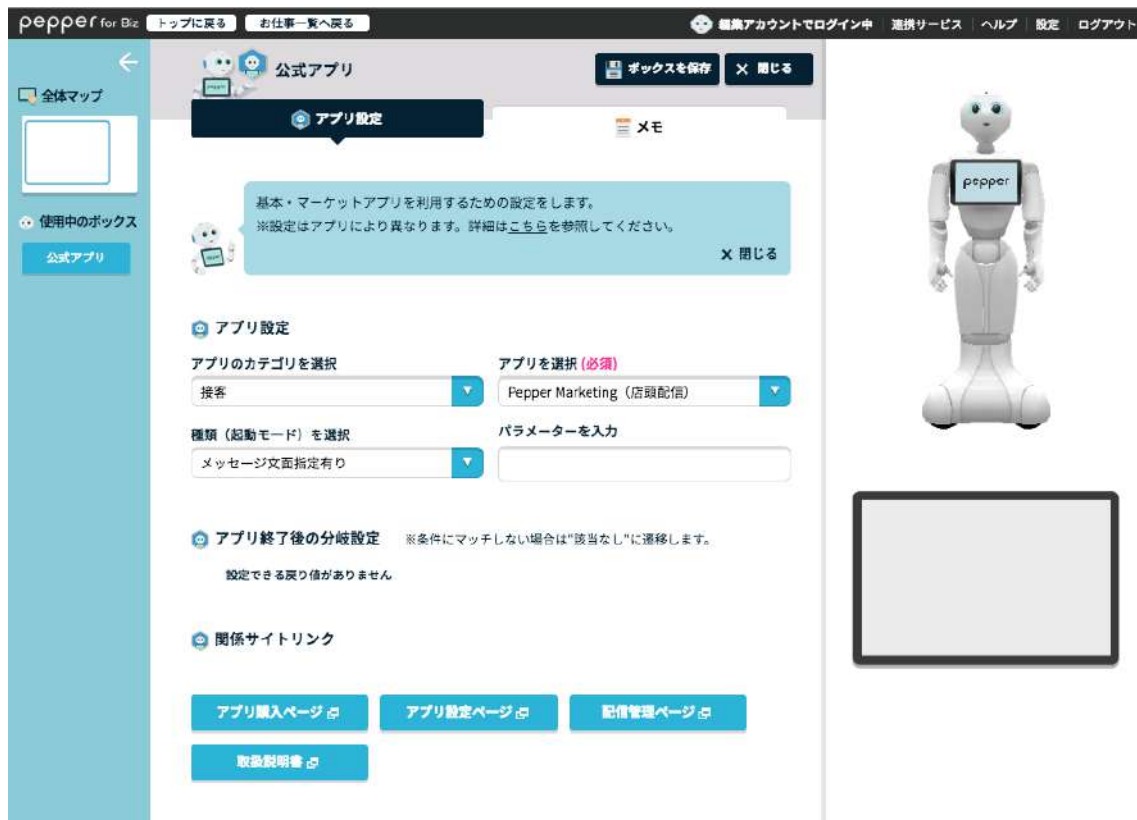 pepper for Biz トップに戻る お仕事一覧へ戻る 編集アカウントでログイン中 連携サービス ヘルプ 設定 ログアウト
全体マップ
使用中のボックス
公式アプリ
公式アプリ
ボックスを保存 × 閉じる
アプリ設定 メモ
基本・マーケットアプリを利用するための設定をします。
※設定はアプリにより異なります。詳細はこちらを参照してください。
× 閉じる
アプリ設定
アプリのカテゴリを選択 アプリを選択 (必須)
接客 Pepper Marketing（店頭配信）
種類（起動モード）を選択 パラメーターを入力
メッセージ文面指定有り
アプリ終了後の分岐設定 ※条件にマッチしない場合は"該当なし"に遷移します。
設定できる戻り値がありません
関係サイトリンク
アプリ購入ページ アプリ設定ページ 配信管理ページ
取扱説明書
pepper